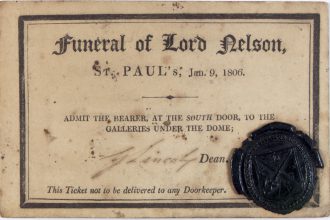 Funeral of Lord Nelson,
ST. PAUL's, Jan. 9, 1806.
ADMIT THE BEARER, AT THE SOUTH DOOR, TO THE
GALLERIES UNDER THE DOME;
G Lincoln Dean.
This Ticket not to be delivered to any Doorkeeper.